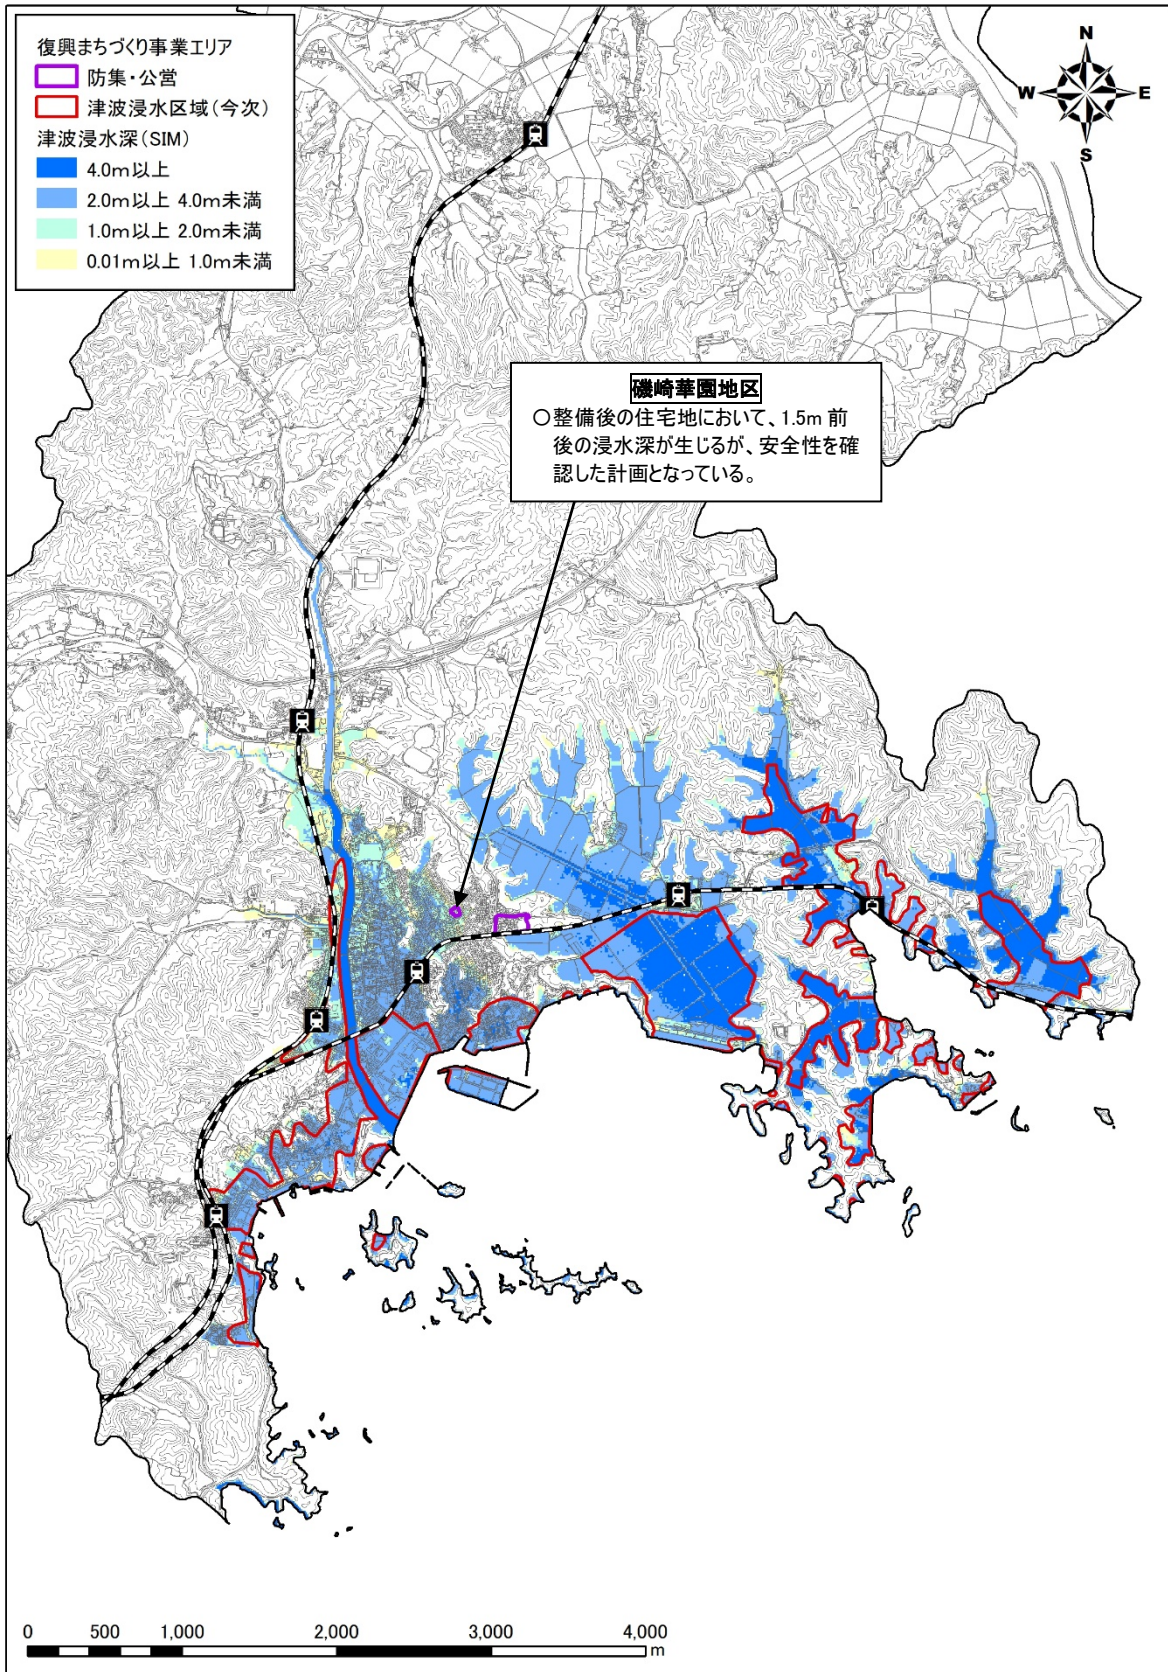 復興まちづくり事業エリア
防集・公営
津波浸水区域(今次)
津波浸水深(SIM)
4.0m以上
2.0m以上 4.0m未満
1.0m以上 2.0m未満
0.01m以上 1.0m未満
N
W E
S
磯崎華園地区
○整備後の住宅地において、1.5m 前
後の浸水深が生じるが、安全性を確
認した計画となっている。
0 500 1,000 2,000 3,000 4,000
m